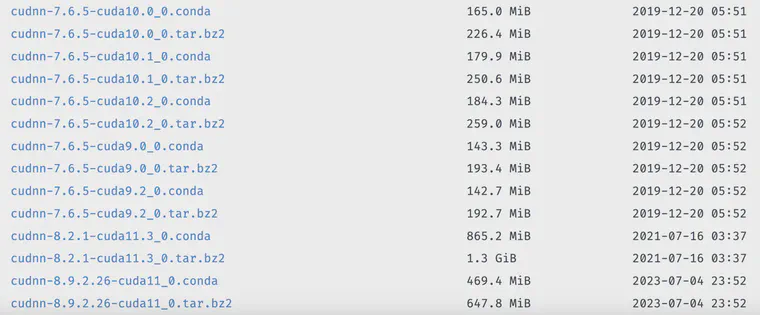 cudnn-7.6.5-cuda10.0_0.conda 165.0 MiB 2019-12-20 05:51
cudnn-7.6.5-cuda10.0_0.tar.bz2 226.4 MiB 2019-12-20 05:51
cudnn-7.6.5-cuda10.1_0.conda 179.9 MiB 2019-12-20 05:51
cudnn-7.6.5-cuda10.1_0.tar.bz2 250.6 MiB 2019-12-20 05:51
cudnn-7.6.5-cuda10.2_0.conda 184.3 MiB 2019-12-20 05:51
cudnn-7.6.5-cuda10.2_0.tar.bz2 259.0 MiB 2019-12-20 05:52
cudnn-7.6.5-cuda9.0_0.conda 143.3 MiB 2019-12-20 05:52
cudnn-7.6.5-cuda9.0_0.tar.bz2 193.4 MiB 2019-12-20 05:52
cudnn-7.6.5-cuda9.2_0.conda 142.7 MiB 2019-12-20 05:52
cudnn-7.6.5-cuda9.2_0.tar.bz2 192.7 MiB 2019-12-20 05:52
cudnn-8.2.1-cuda11.3_0.conda 865.2 MiB 2021-07-16 03:37
cudnn-8.2.1-cuda11.3_0.tar.bz2 1.3 GiB 2021-07-16 03:37
cudnn-8.9.2.26-cuda11_0.conda 469.4 MiB 2023-07-04 23:52
cudnn-8.9.2.26-cuda11_0.tar.bz2 647.8 MiB 2023-07-04 23:52